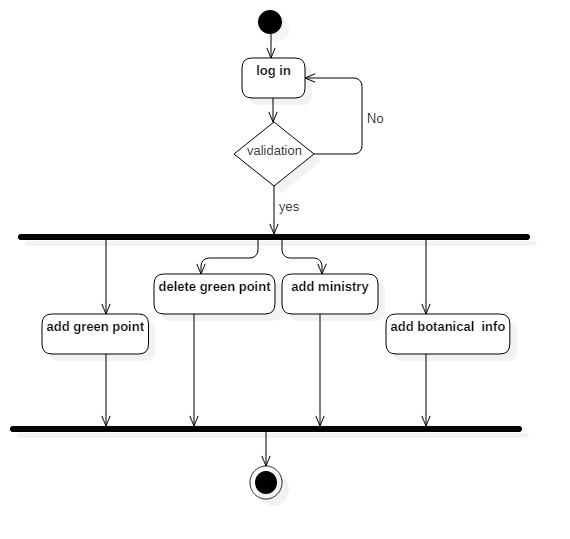 log in
No
validation
yes
delete green point
add ministry
add green point
add botanical  info